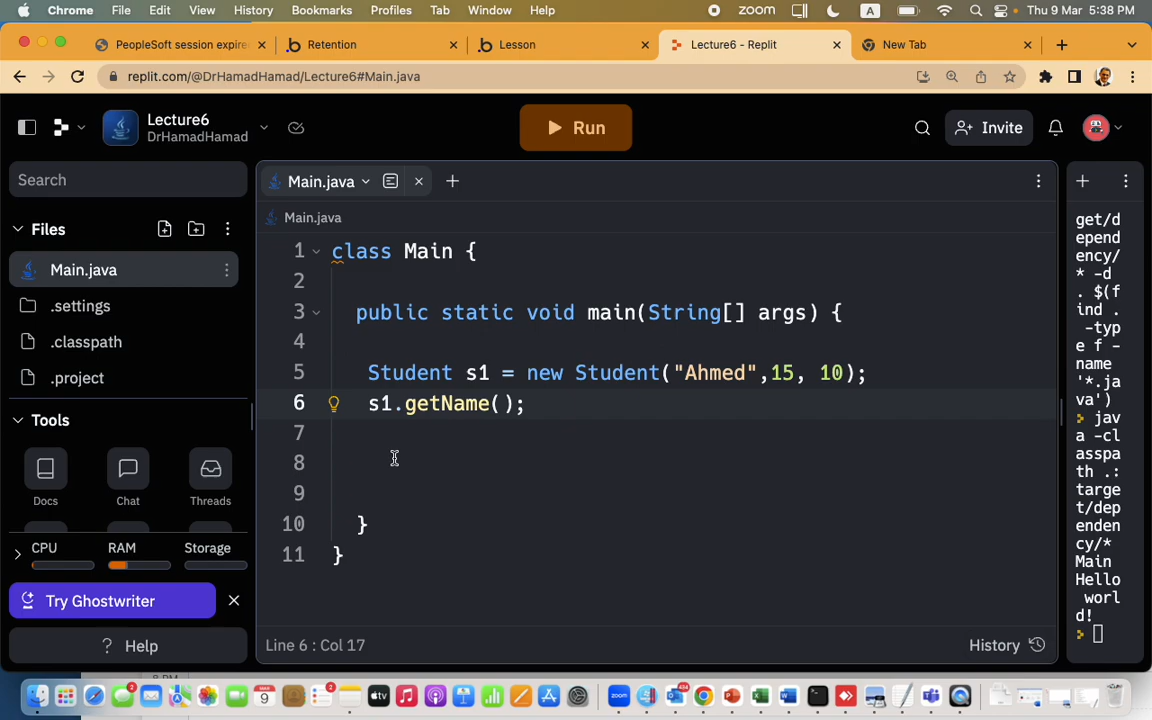 Chrome File Edit View History Bookmarks Profiles Tab Window Help zoom A Thu 9 Mar 5:38 PM
PeopleSoft session expire Retention Lesson Lecture6 - Replit New Tab
replit.com/@DrHamadHamad/Lecture6#Main.java
Lecture6
DrHamadHamad
Run
Invite
Search
Main.java
Files
Main.java
Main.java
.settings
.classpath
.project
Tools
Docs Chat Threads
CPU RAM Storage
Try Ghostwriter
? Help
1 class Main {
2
3 public static void main(String[] args) {
4
5 Student s1 = new Student("Ahmed",15, 10);
6 s1.getName();
7
8
9
10 }
11 }
Line 6 : Col 17
History
get/d
epend
ency/
* -d
. $(f
ind .
-typ
e f -
name
'*.ja
va')
> jav
a -cl
asspa
th .:
targe
t/dep
enden
cy/*
Main
Hello
worl
d!
>